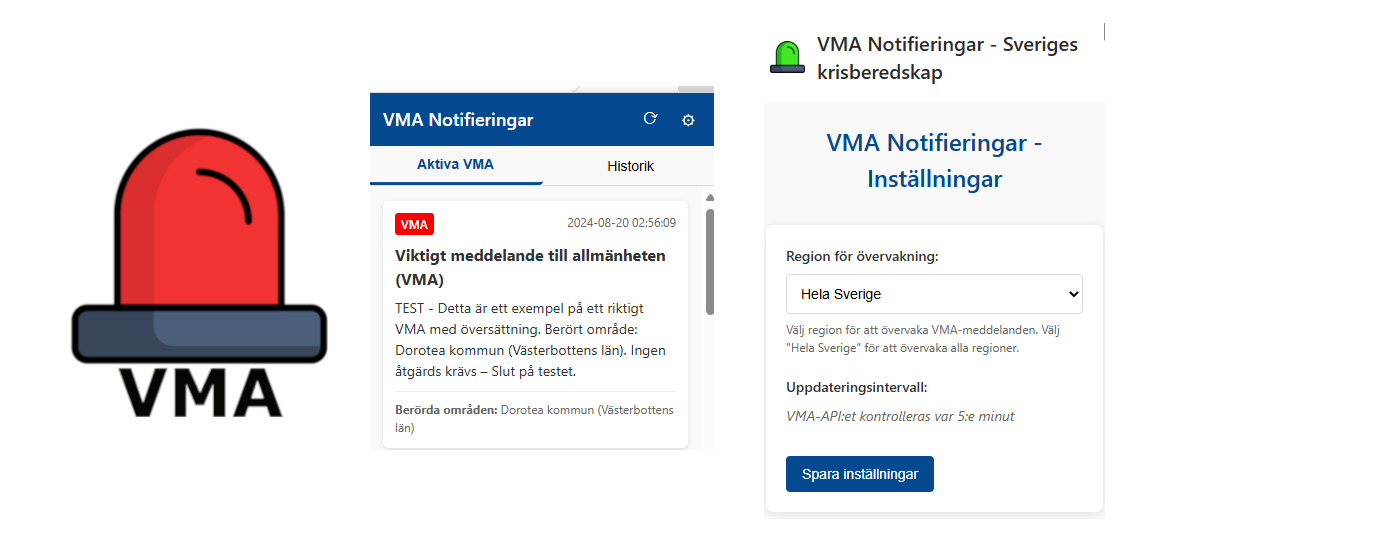 VMA
VMA Notifieringar
Aktiva VMA
Historik
VMA
2024-08-20 02:56:09
Viktigt meddelande till allmänheten
(VMA)
TEST - Detta är ett exempel på ett riktigt
VMA med översättning. Berört område:
Dorotea kommun (Västerbottens län). Ingen
åtgärds krävs – Slut på testet.
Berörda områden: Dorotea kommun (Västerbottens
län)
VMA Notifieringar - Sveriges
krisberedskap
VMA Notifieringar -
Inställningar
Region för övervakning:
Hela Sverige
Välj region för att övervaka VMA-meddelanden. Välj
"Hela Sverige" för att övervaka alla regioner.
Uppdateringsintervall:
VMA-API:et kontrolleras var 5:e minut
Spara inställningar